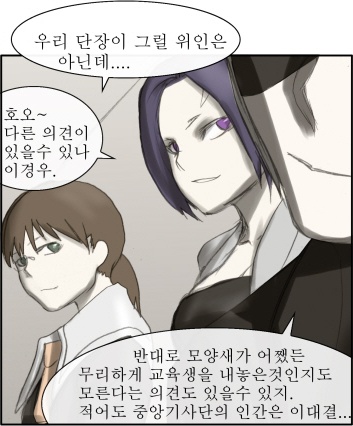 우리 단장이 그럴 위인은
아닌데....
호오~
다른 의견이
있을수 있나
이경우.
반대로 모양새가 어쨌든
무리하게 교육생을 내놓은것인지도
모른다는 의견도 있을수 있지.
적어도 중앙기사단의 인간은 이대결...